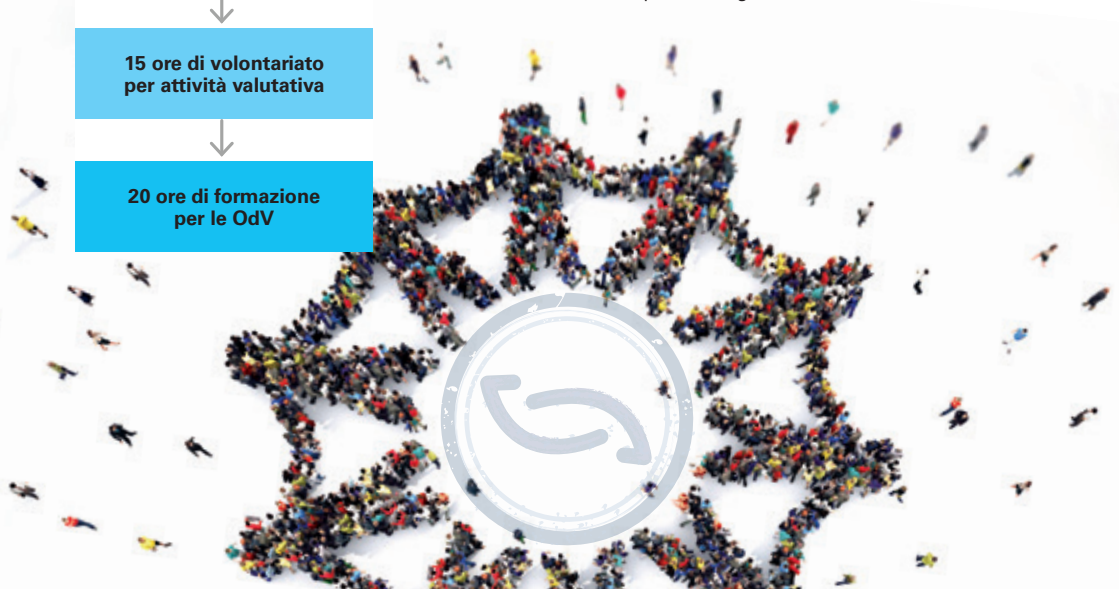 15 ore di volontariato
per attività valutativa
20 ore di formazione
per le OdV